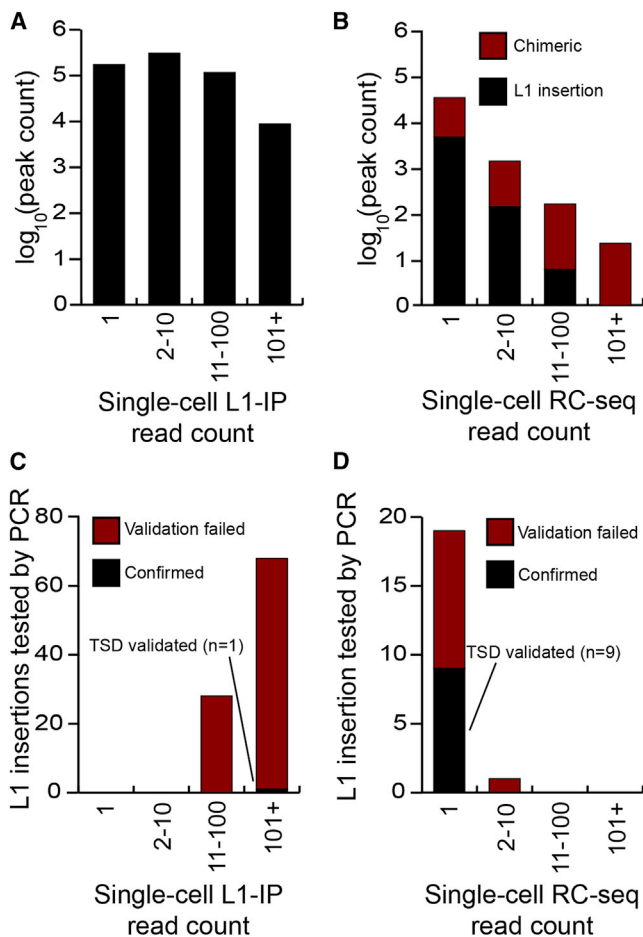 A
log10(peak count)
6
5
4
3
2
1
0
1
2-10
11-100
101+
Single-cell L1-IP
read count
B
log10(peak count)
6
5
4
3
2
1
0
Chimeric
L1 insertion
1
2-10
11-100
101+
Single-cell RC-seq
read count
C
L1 insertions tested by PCR
80
60
40
20
0
Validation failed
Confirmed
TSD validated (n=1)
1
2-10
11-100
101+
Single-cell L1-IP
read count
D
L1 insertion tested by PCR
20
15
10
5
0
Validation failed
Confirmed
TSD validated (n=9)
1
2-10
11-100
101+
Single-cell RC-seq
read count